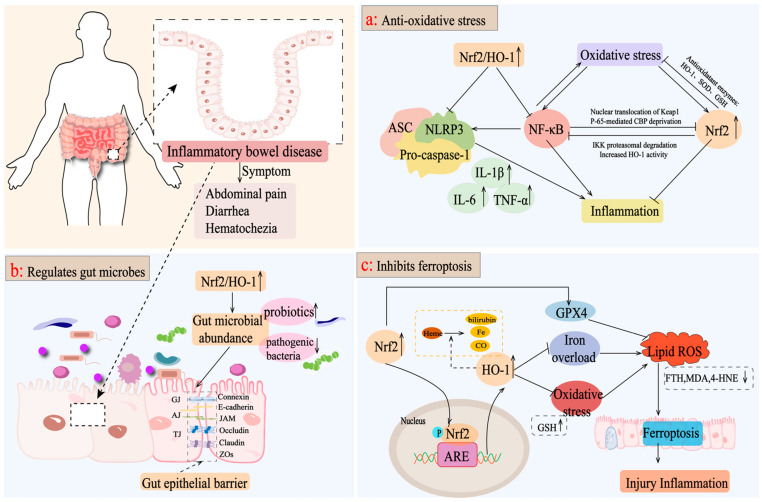 Inflammatory bowel disease
Symptom
Abdominal pain
Diarrhea
Hematochezia
a: Anti-oxidative stress
Nrf2/HO-1
Oxidative stress
Antioxidutant enzymes:
HO-1、SOD、GSH
ASC
NLRP3
Pro-caspase-1
NF-κB
Nuclear translocation of Keap1
P-65-mediated CBP deprivation
Nrf2
IKK proteasomal degradation
Increased HO-1 activity
IL-1β
IL-6
TNF-α
Inflammation
b: Regulates gut microbes
Nrf2/HO-1
Gut microbial
abundance
probiotics
pathogenic
bacteria
GJ
AJ
TJ
Connexin
E-cadherin
JAM
Occludin
Claudin
ZOs
Gut epithelial barrier
c: Inhibits ferroptosis
Nrf2
Heme
bilirubin
Fe
CO
HO-1
GPX4
Iron
overload
Lipid ROS
Oxidative
stress
GSH
FTH,MDA,4-HNE
Nucleus
P
Nrf2
ARE
Ferroptosis
Injury Inflammation